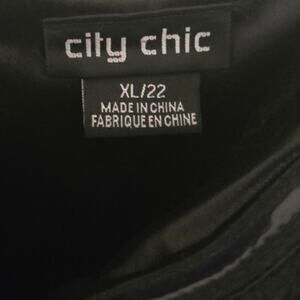 city chic
XL/22
MADE IN CHINA
FABRIQUE EN CHINE